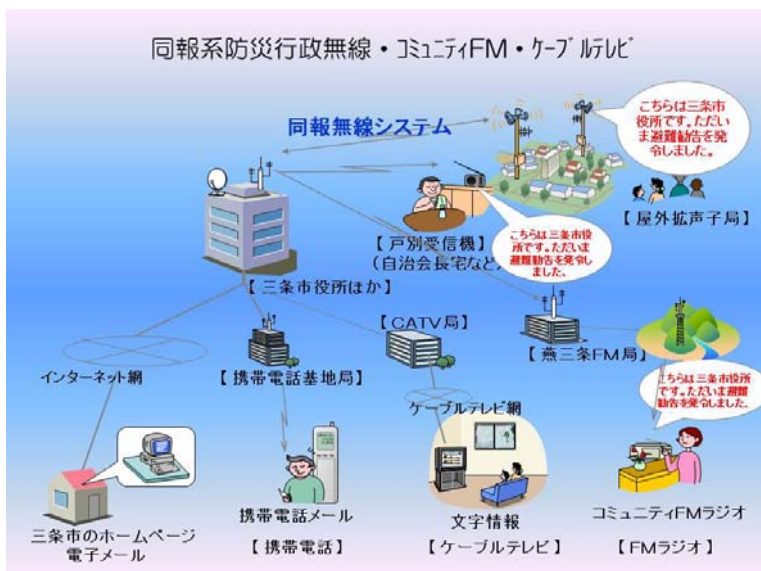 同報系防災行政無線・コミュニティFM・ケーブルテレビ
同報無線システム
こちらは三条市
役所です。ただい
ま避難勧告を発
令しました。
【屋外拡声子局】
【戸別受信機】
(自治会長宅など)
こちらは三条市役
所です。ただいま
避難勧告を発令し
ました、
【三条市役所ほか】
【CATV局】
【燕三条FM局】
インターネット網
【携帯電話基地局】
こちらは三条市役所
です。ただいま避難
勧告を発令しました、
ケーブルテレビ網
三条市のホームページ
電子メール
携帯電話メール
【携帯電話】
文字情報
【ケーブルテレビ】
コミュニティFMラジオ
【FMラジオ】